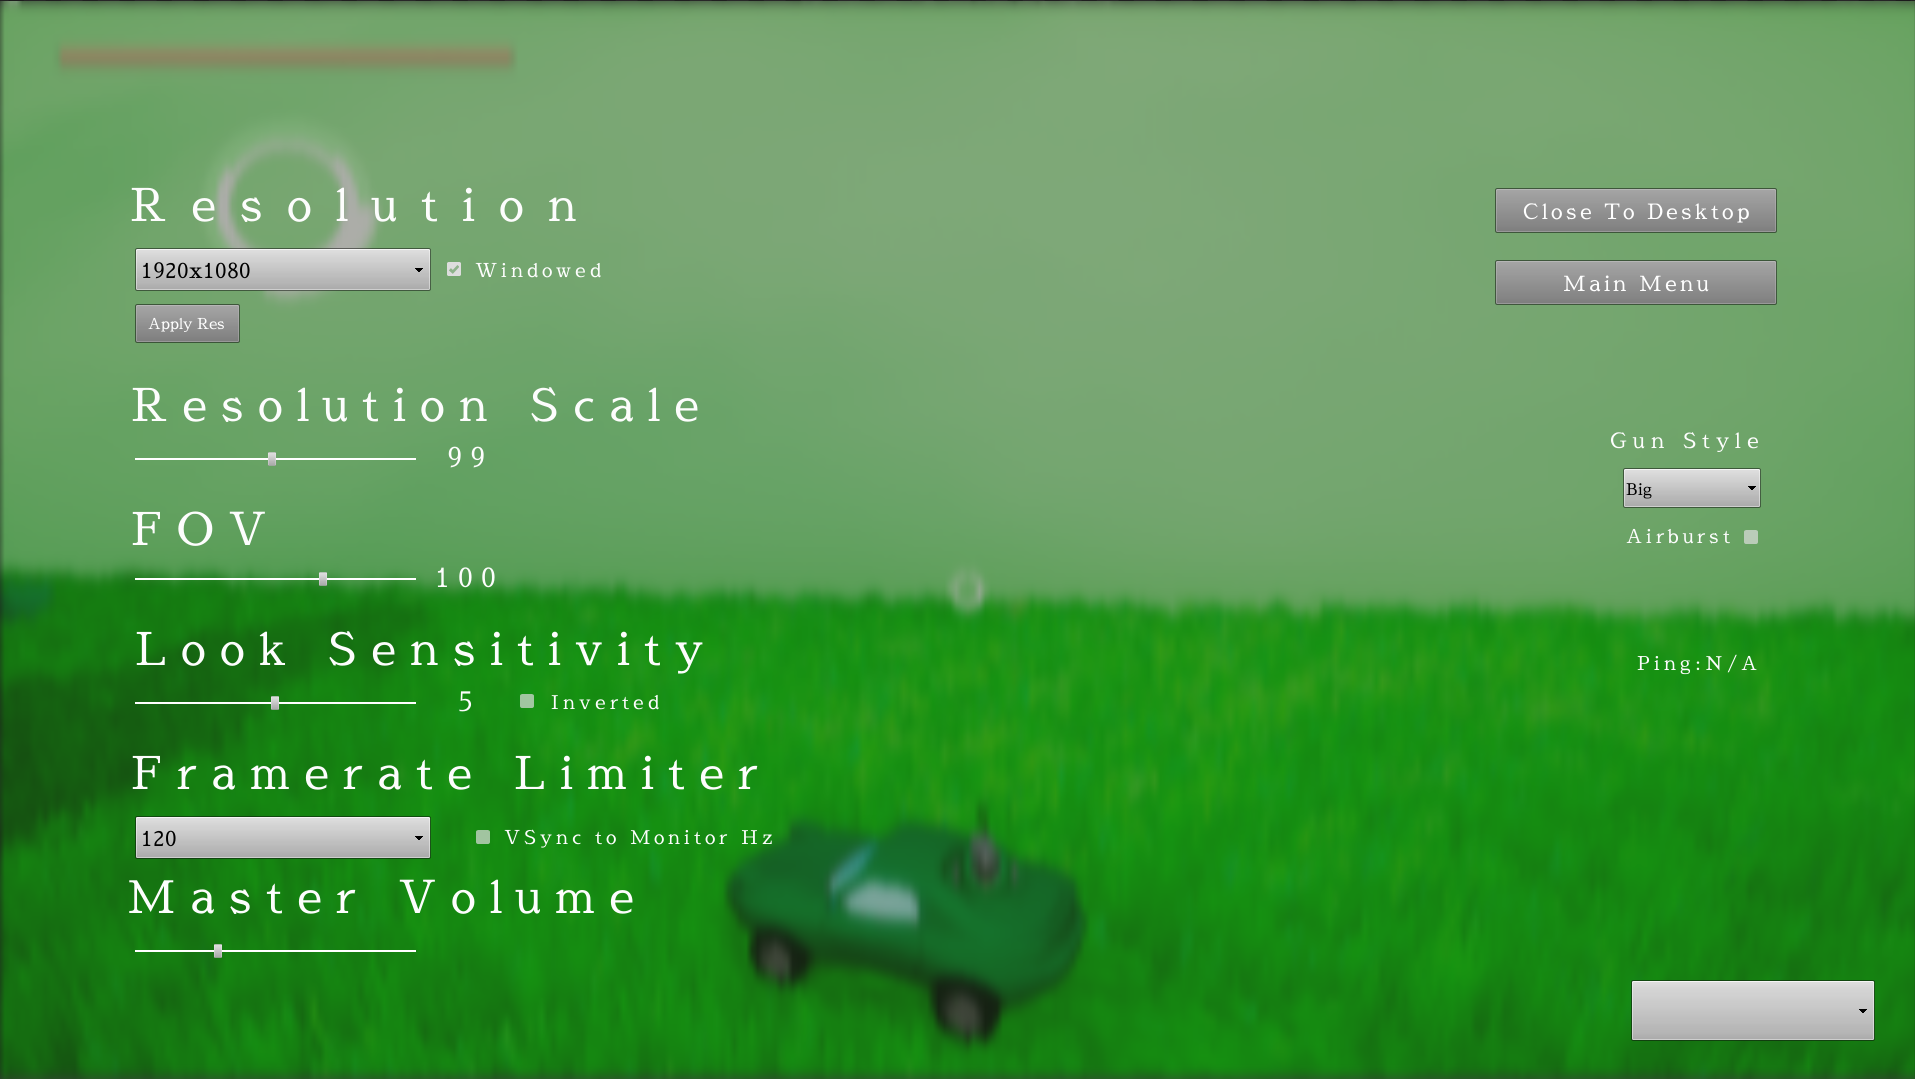 Resolution
1920x1080
Windowed
Apply Res
Resolution Scale
99
FOV
100
Look Sensitivity
5
Inverted
Framerate Limiter
120
VSync to Monitor Hz
Master Volume
Close To Desktop
Main Menu
Gun Style
Big
Airburst
Ping:N/A